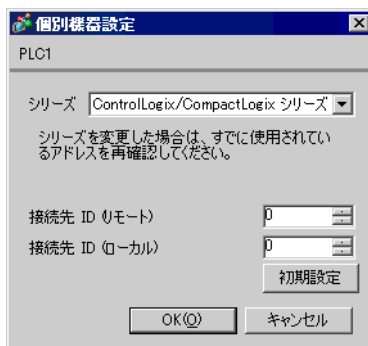 個別機器設定
PLC1
シリーズ ControlLogix/CompactLogix シリーズ
シリーズを変更した場合は、すでに使用されてい
るアドレスを再確認してください。
接続先 ID (リモート) 0
接続先 ID (ローカル) 0
初期設定
OK(O) キャンセル